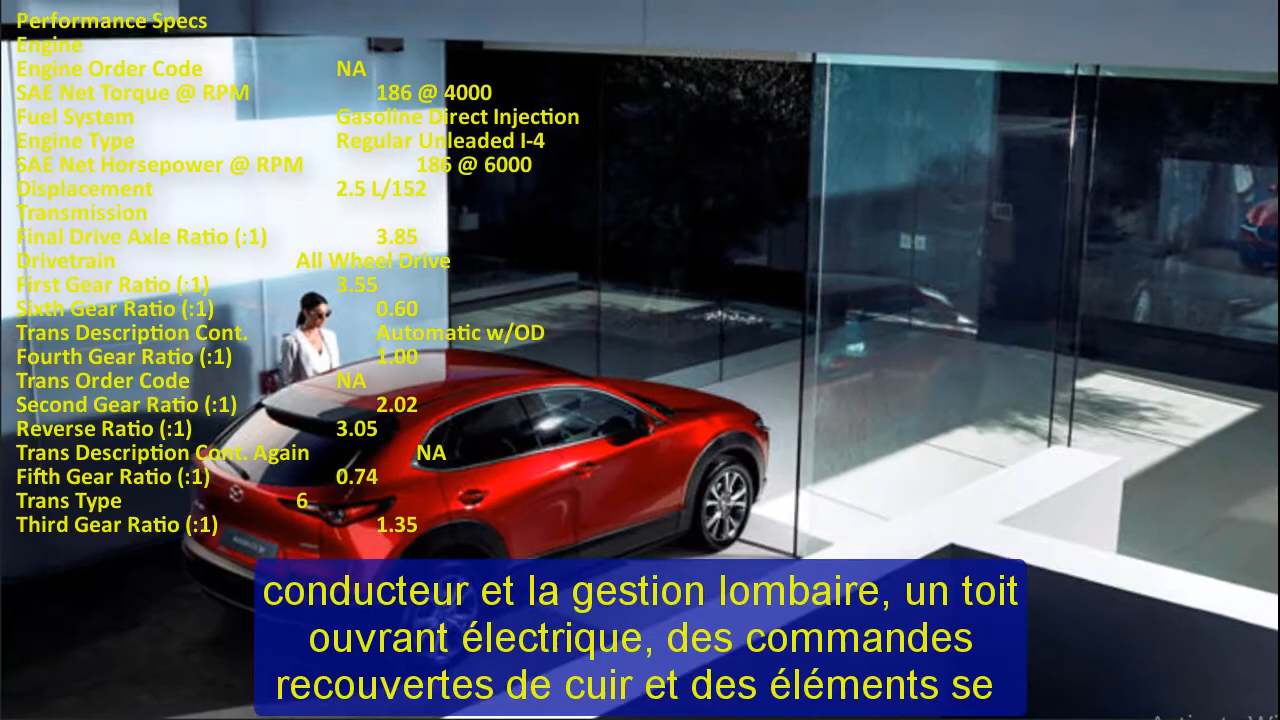 Performance Specs
Engine
Engine Order Code NA
SAE Net Torque @ RPM 186 @ 4000
Fuel System Gasoline Direct Injection
Engine Type Regular Unleaded I-4
SAE Net Horsepower @ RPM 186 @ 6000
Displacement 2.5 L/152
Transmission
Final Drive Axle Ratio (:1) 3.85
Drivetrain All Wheel Drive
First Gear Ratio (:1) 3.55
Sixth Gear Ratio (:1) 0.60
Trans Description Cont. Automatic w/OD
Fourth Gear Ratio (:1) 1.00
Trans Order Code NA
Second Gear Ratio (:1) 2.02
Reverse Ratio (:1) 3.05
Trans Description Cont. Again NA
Fifth Gear Ratio (:1) 0.74
Trans Type 6
Third Gear Ratio (:1) 1.35
conducteur et la gestion lombaire, un toit
ouvrant électrique, des commandes
recouvertes de cuir et des éléments se